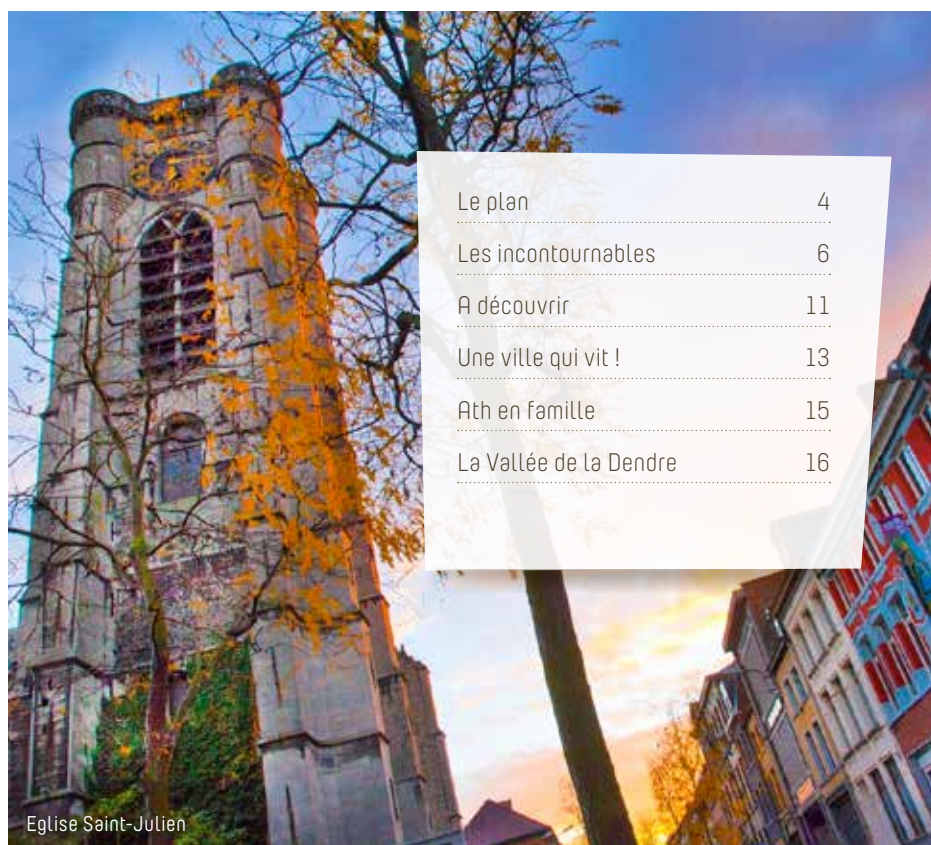 Le plan 4
Les incontournables 6
A découvrir 11
Une ville qui vit ! 13
Ath en famille 15
La Vallée de la Dendre 16
Eglise Saint-Julien